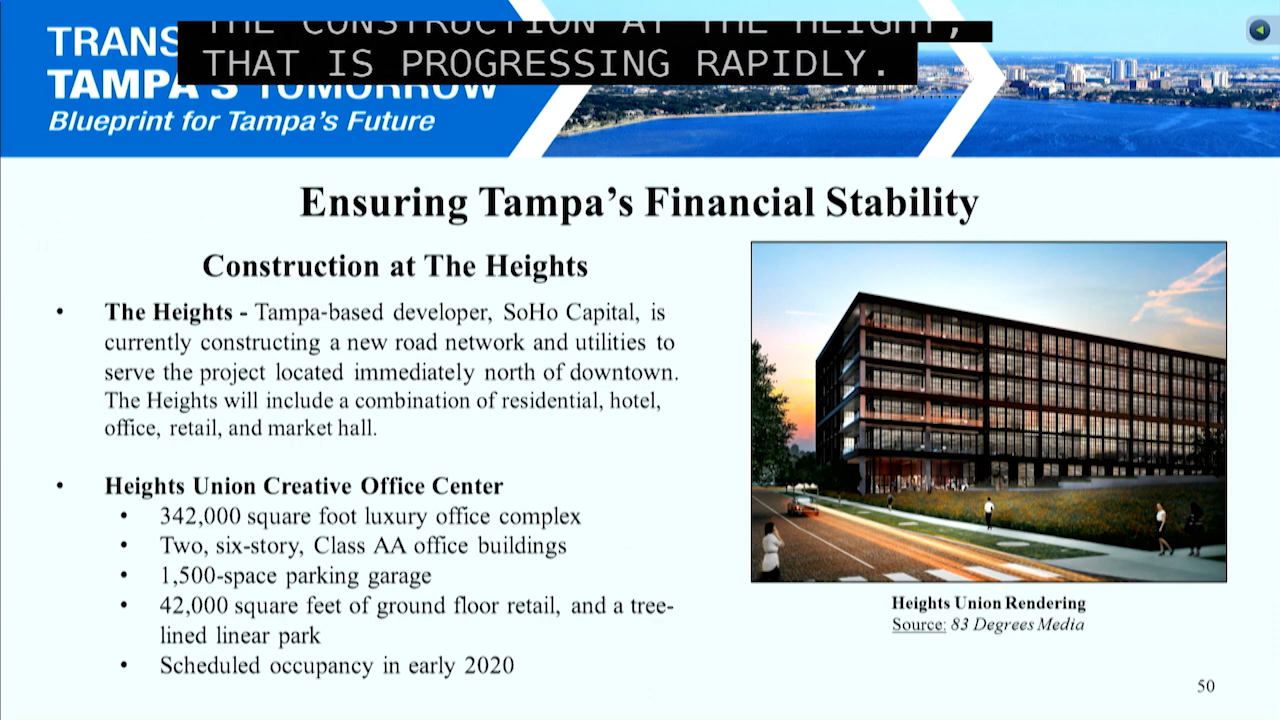 TRANS
THE CONSTRUCTION AT THE HEIGHT,
THAT IS PROGRESSING RAPIDLY.
TAMPA'S TOMORROW
Blueprint for Tampa's Future
Ensuring Tampa's Financial Stability
Construction at The Heights
• The Heights - Tampa-based developer, SoHo Capital, is
currently constructing a new road network and utilities to
serve the project located immediately north of downtown.
The Heights will include a combination of residential, hotel,
office, retail, and market hall.
• Heights Union Creative Office Center
• 342,000 square foot luxury office complex
• Two, six-story, Class AA office buildings
• 1,500-space parking garage
• 42,000 square feet of ground floor retail, and a tree-
lined linear park
• Scheduled occupancy in early 2020
Heights Union Rendering
Source: 83 Degrees Media
50